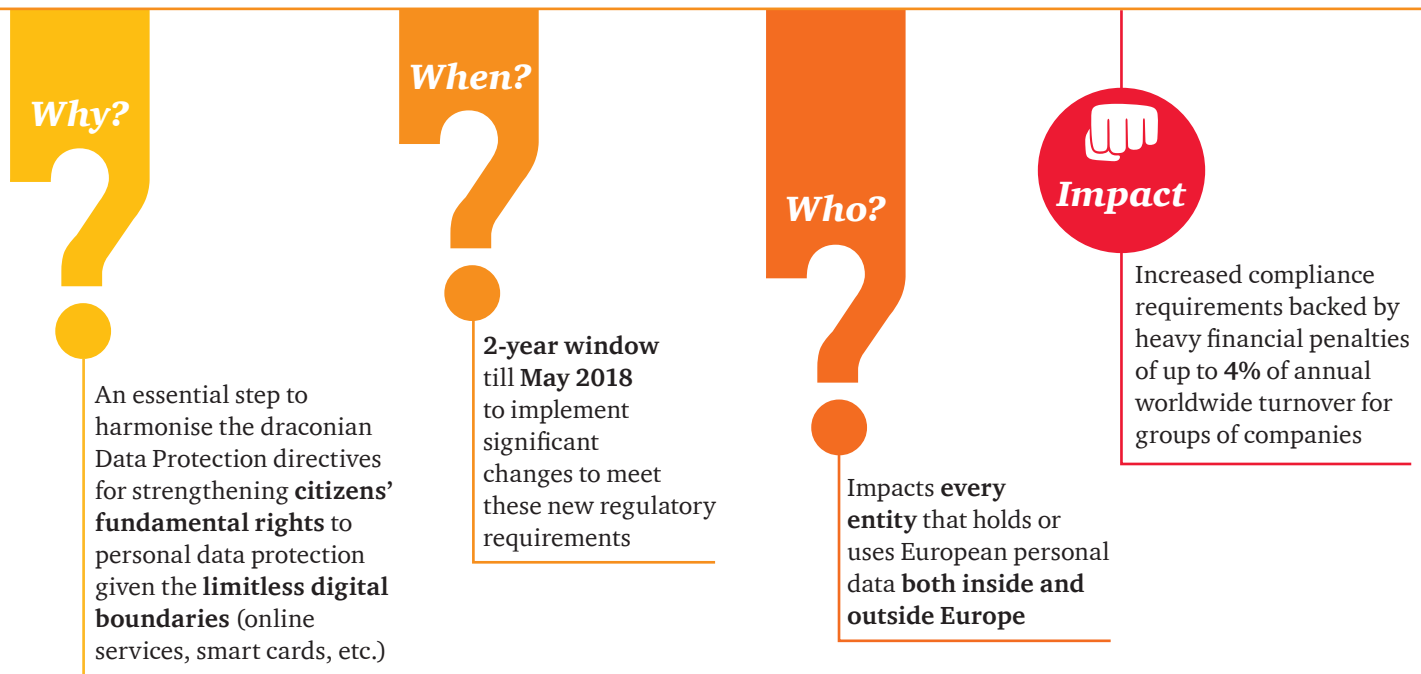 Why?
An essential step to
harmonise the draconian
Data Protection directives
for strengthening citizens’
fundamental rights to
personal data protection
given the limitless digital
boundaries (online
services, smart cards, etc.)
When?
2-year window
till May 2018
to implement
significant
changes to meet
these new regulatory
requirements
Who?
Impacts every
entity that holds or
uses European personal
data both inside and
outside Europe
Impact
Increased compliance
requirements backed by
heavy financial penalties
of up to 4% of annual
worldwide turnover for
groups of companies